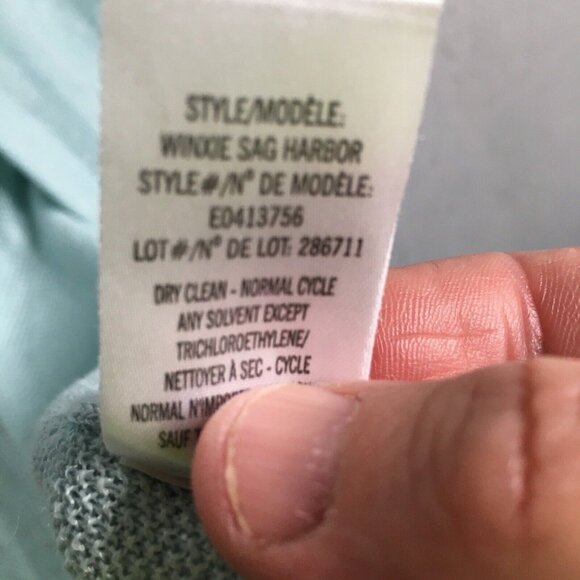 STYLE/MODÈLE:
WINXIE SAG HARBOR
STYLE#/N° DE MODÈLE:
E0413756
LOT#/N° DE LOT: 286711
DRY CLEAN - NORMAL CYCLE
ANY SOLVENT EXCEPT
TRICHLOROETHYLENE/
NETTOYER À SEC - CYCLE
NORMAL
SAUF